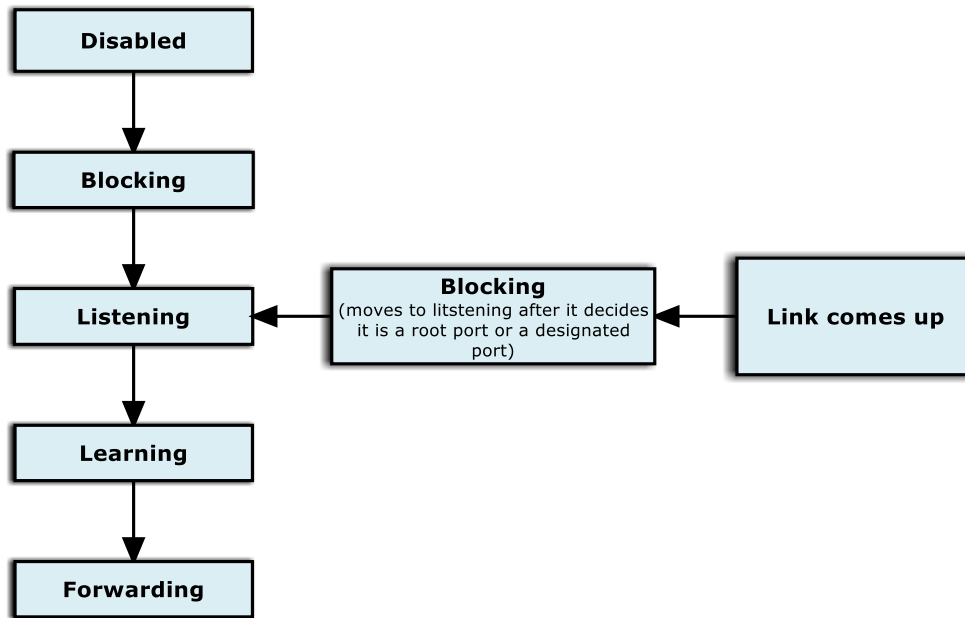 Disabled
Blocking
Listening
Blocking
(moves to litstening after it decides
it is a root port or a designated
port)
Link comes up
Learning
Forwarding